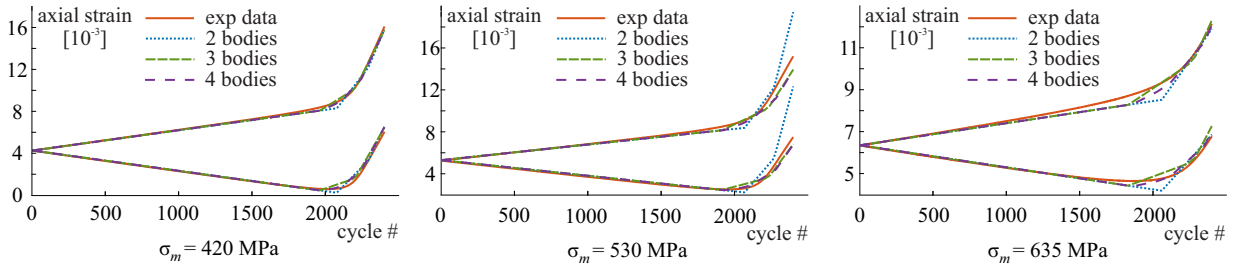 16
12
8
4
0
axial strain
[10⁻³]
exp data
2 bodies
3 bodies
4 bodies
0
500
1000
1500
2000
cycle #
σₘ = 420 MPa
16
12
8
4
axial strain
[10⁻³]
exp data
2 bodies
3 bodies
4 bodies
0
500
1000
1500
2000
cycle #
σₘ = 530 MPa
11
9
8
6
5
axial strain
[10⁻³]
exp data
2 bodies
3 bodies
4 bodies
0
500
1000
1500
2000
cycle #
σₘ = 635 MPa